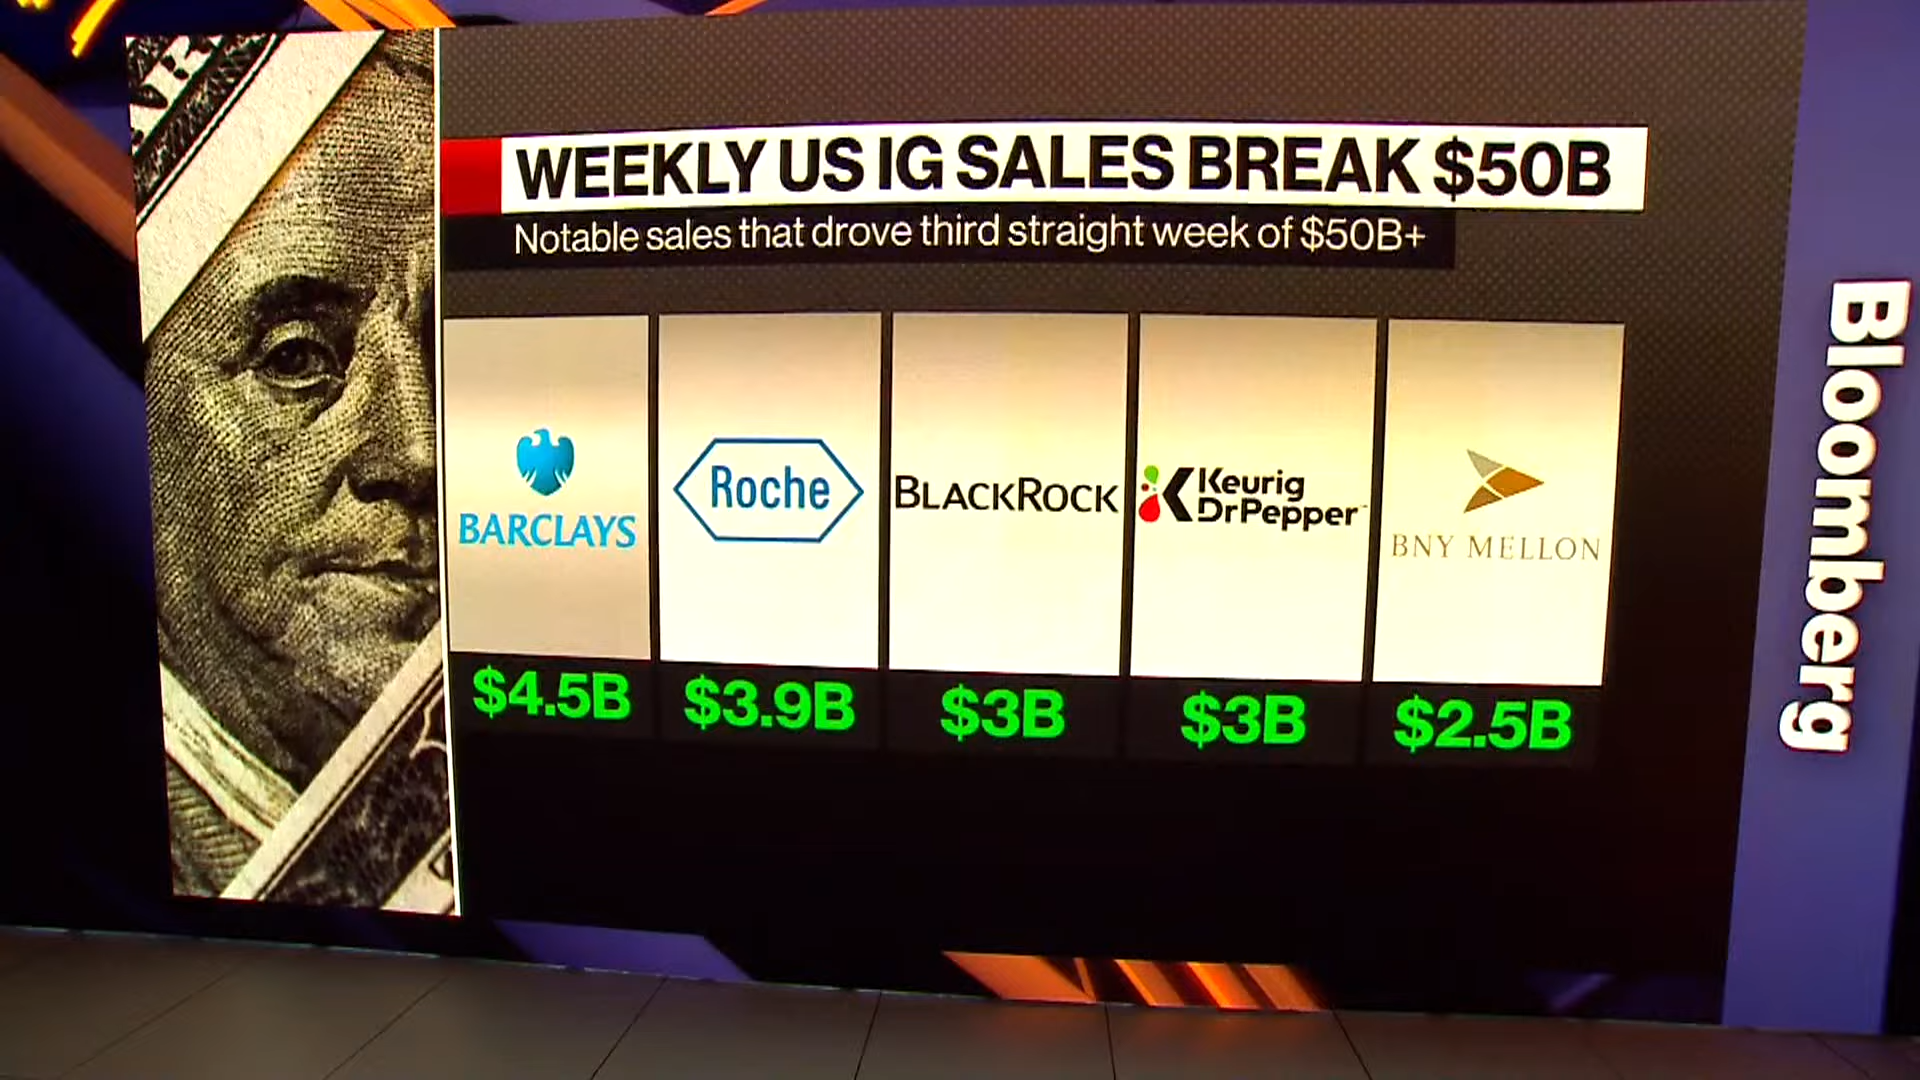 WEEKLY US IG SALES BREAK $50B
Notable sales that drove third straight week of $50B+
BARCLAYS
Roche
BLACKROCK
Keurig
DrPepper
BNY MELLON
$4.5B
$3.9B
$3B
$3B
$2.5B
Bloomberg